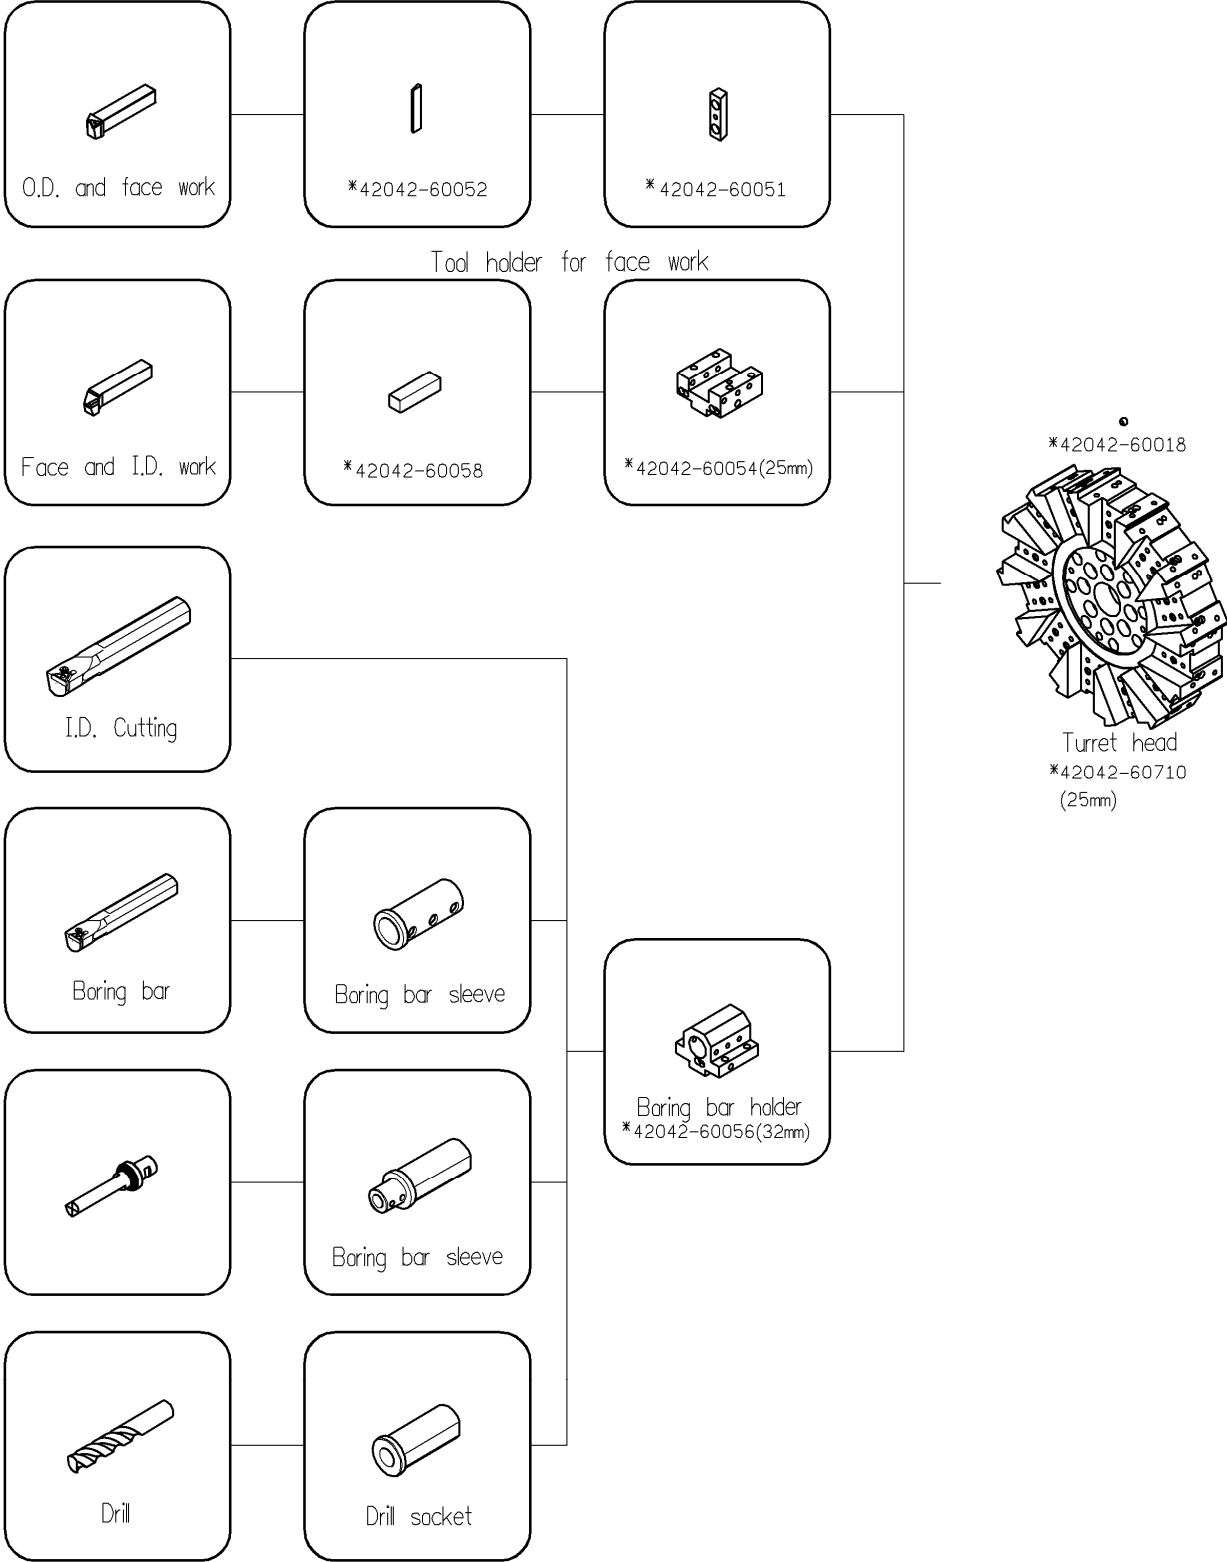 O.D. and face work
*42042-60052
*42042-60051
Tool holder for face work
Face and I.D. work
*42042-60058
*42042-60054(25mm)
*42042-60018
Turret head
*42042-60710
(25mm)
I.D. Cutting
Boring bar
Boring bar sleeve
Boring bar holder
*42042-60056(32mm)
Boring bar sleeve
Drill
Drill socket